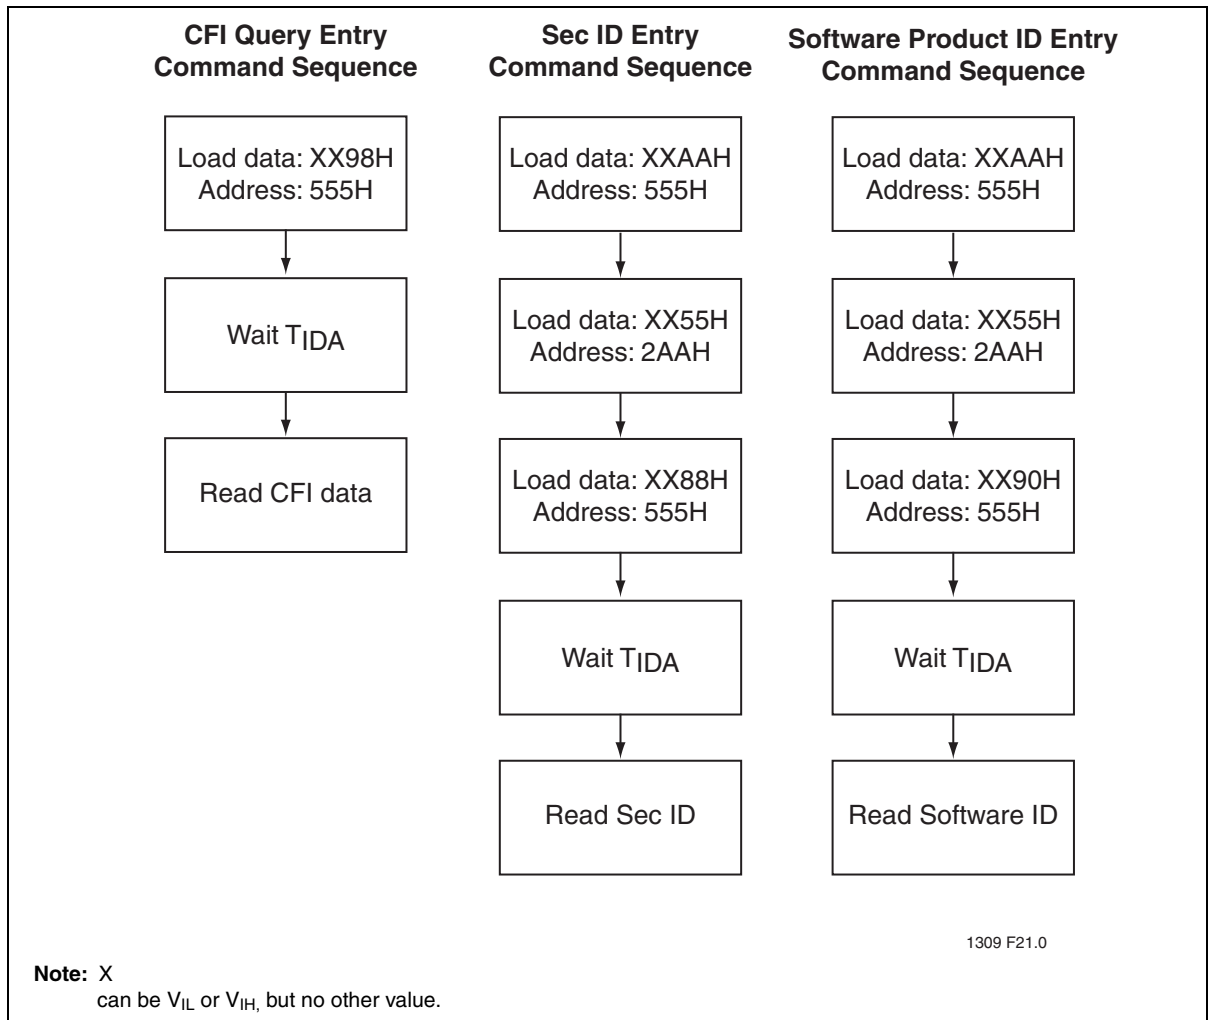 CFI Query Entry
Command Sequence
Load data: XX98H
Address: 555H
Wait TIDA
Read CFI data
Sec ID Entry
Command Sequence
Load data: XXAAH
Address: 555H
Load data: XX55H
Address: 2AAH
Load data: XX88H
Address: 555H
Wait TIDA
Read Sec ID
Software Product ID Entry
Command Sequence
Load data: XXAAH
Address: 555H
Load data: XX55H
Address: 2AAH
Load data: XX90H
Address: 555H
Wait TIDA
Read Software ID
1309 F21.0
Note: X
can be VIL or VIH, but no other value.